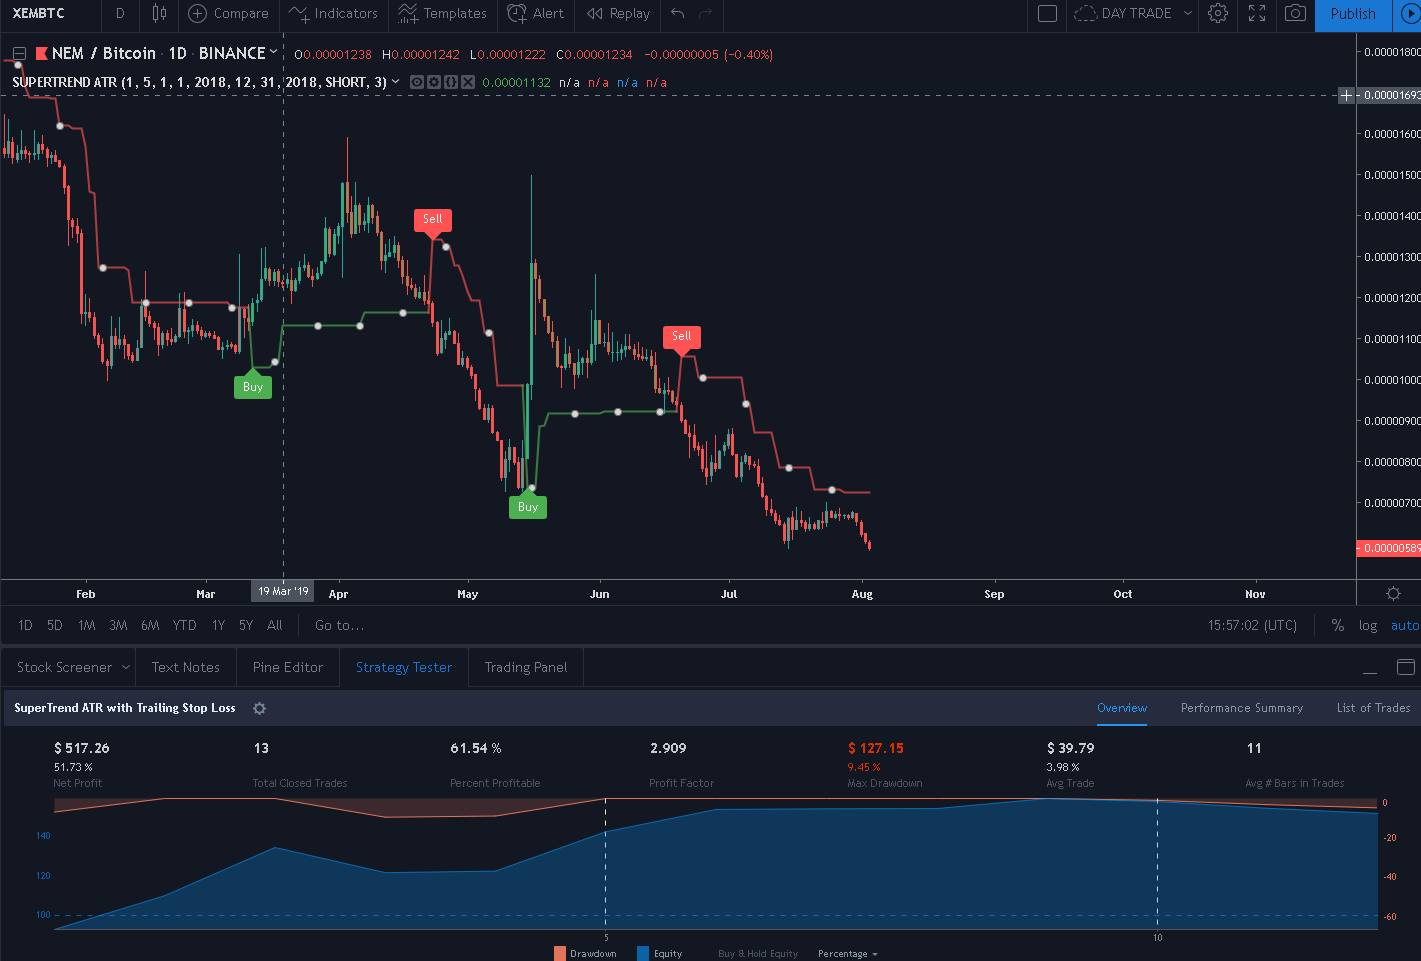 XEMBTC D Compare Indicators Templates Alert Replay DAY TRADE Publish
NEM / Bitcoin · 1D · BINANCE O0.00001238 H0.00001242 L0.00001222 C0.00001234 −0.00000005 (−0.40%)
SUPERTREND ATR (1, 5, 1, 1, 2018, 12, 31, 2018, SHORT, 3) 0.00001132 n/a n/a n/a n/a
0.00001800
0.00001693
0.00001600
0.00001500
0.00001400
0.00001300
0.00001200
0.00001100
0.00001000
0.00000900
0.00000800
0.00000700
0.00000589
Sell
Sell
Buy
Buy
Feb Mar 19 Mar '19 Apr May Jun Jul Aug Sep Oct Nov
1D 5D 1M 3M 6M YTD 1Y 5Y All Go to... 15:57:02 (UTC) % log auto
Stock Screener Text Notes Pine Editor Strategy Tester Trading Panel
SuperTrend ATR with Trailing Stop Loss Overview Performance Summary List of Trades
$ 517.26 13 61.54 % 2.909 $ 127.15 $ 39.79 11
51.73 % 9.45 % 3.98 %
Net Profit Total Closed Trades Percent Profitable Profit Factor Max Drawdown Avg Trade Avg # Bars in Trades
140
120
100
0
-20
-40
-60
5 10
Drawdown Equity Buy & Hold Equity Percentage